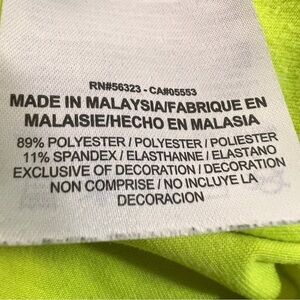 RN#56323 - CA#05553
MADE IN MALAYSIA/FABRIQUE EN
MALAISIE/HECHO EN MALASIA
89% POLYESTER / POLYESTER / POLIESTER
11% SPANDEX / ELASTHANNE / ELASTANO
EXCLUSIVE OF DECORATION / DECORATION
NON COMPRISE / NO INCLUYE LA
DECORACION